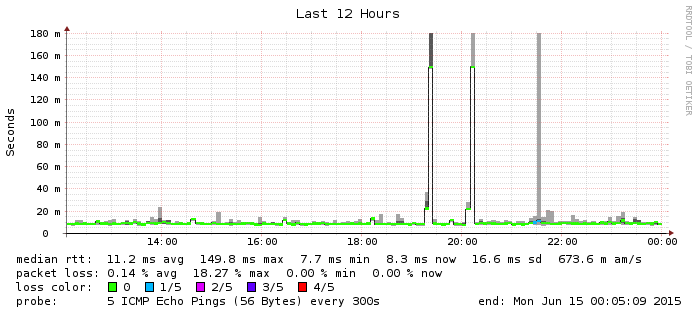 Last 12 Hours
RRDTOOL / TOBI OETIKER
Seconds
180 m
160 m
140 m
120 m
100 m
80 m
60 m
40 m
20 m
0
14:00 16:00 18:00 20:00 22:00 00:00
median rtt: 11.2 ms avg 149.8 ms max 7.7 ms min 8.3 ms now 16.6 ms sd 673.6 m am/s
packet loss: 0.14 % avg 18.27 % max 0.00 % min 0.00 % now
loss color: 0 1/5 2/5 3/5 4/5
probe: 5 ICMP Echo Pings (56 Bytes) every 300s end: Mon Jun 15 00:05:09 2015